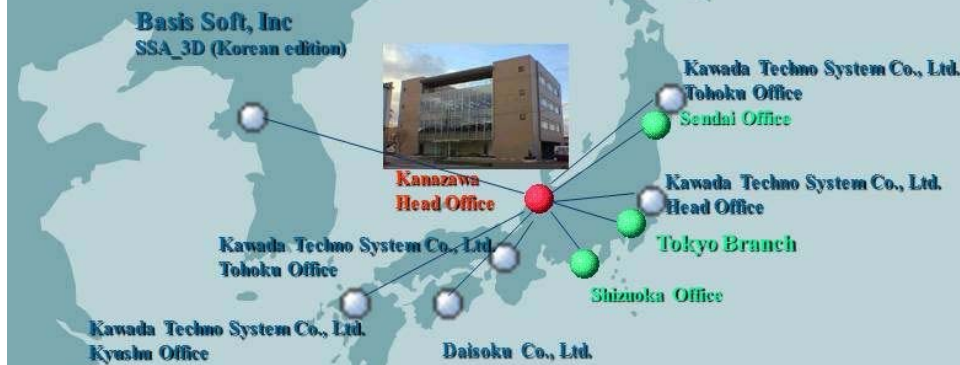 Basis Soft, Inc
SSA_3D (Korean edition)
Kawada Techno System Co., Ltd.
Tohoku Office
Sendai Office
Kanazawa
Head Office
Kawada Techno System Co., Ltd.
Head Office
Tokyo Branch
Kawada Techno System Co., Ltd.
Tohoku Office
Shizuoka Office
Kawada Techno System Co., Ltd.
Kyushu Office
Daisoku Co., Ltd.